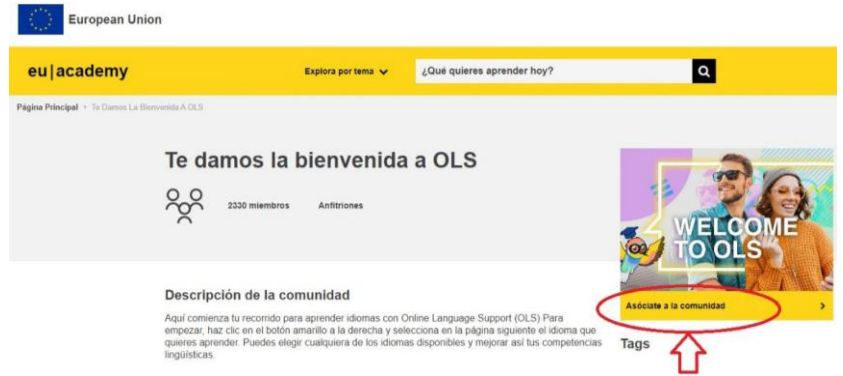 European Union
eu|academy
Explora por tema
¿Qué quieres aprender hoy?
Página Principal › Te Damos La Bienvenida A OLS
Te damos la bienvenida a OLS
2330 miembros Anfitriones
WELCOME
TO OLS
Asóciate a la comunidad
Descripción de la comunidad
Aquí comienza tu recorrido para aprender idiomas con Online Language Support (OLS) Para
empezar, haz clic en el botón amarillo a la derecha y selecciona en la página siguiente el idioma que
quieres aprender. Puedes elegir cualquiera de los idiomas disponibles y mejorar así tus competencias
lingüísticas
Tags